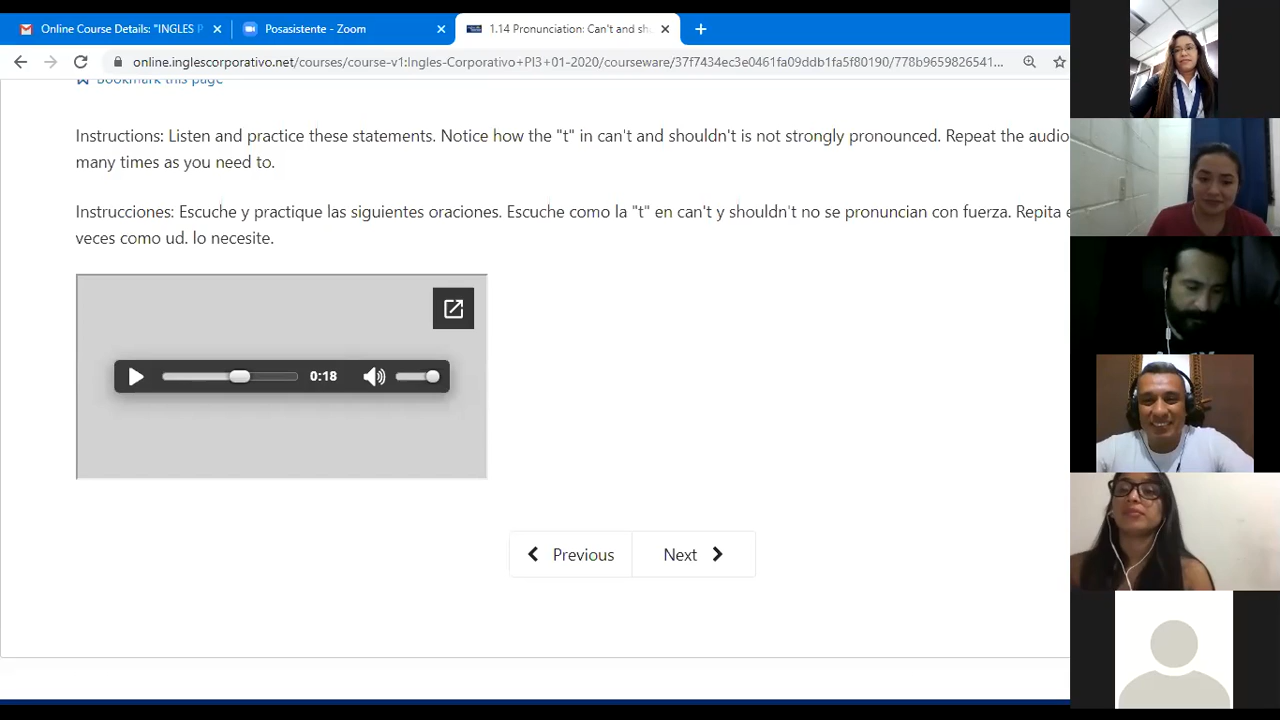 Online Course Details: "INGLES P
Posasistente - Zoom
1.14 Pronunciation: Can't and shu
online.inglescorporativo.net/courses/course-v1:Ingles-Corporativo+PI3+01-2020/courseware/37f7434ec3e0461fa09ddb1fa5f80190/778b9659826541...
Bookmark this page
Instructions: Listen and practice these statements. Notice how the "t" in can't and shouldn't is not strongly pronounced. Repeat the audio
many times as you need to.
Instrucciones: Escuche y practique las siguientes oraciones. Escuche como la "t" en can't y shouldn't no se pronuncian con fuerza. Repita e
veces como ud. lo necesite.
0:18
Previous
Next